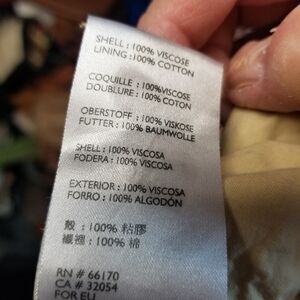 SHELL : 100% VISCOSE
LINING : 100% COTTON
COQUILLE : 100% VISCOSE
DOUBLURE : 100% COTON
OBERSTOFF : 100% VISKOSE
FUTTER : 100% BAUMWOLLE
SHELL : 100% VISCOSA
FODERA : 100% VISCOSA
EXTERIOR : 100% VISCOSA
FORRO : 100% ALGODÓN
殼 : 100% 粘膠
襯裡 : 100% 棉
RN # 66170
CA # 32054
FOR EU